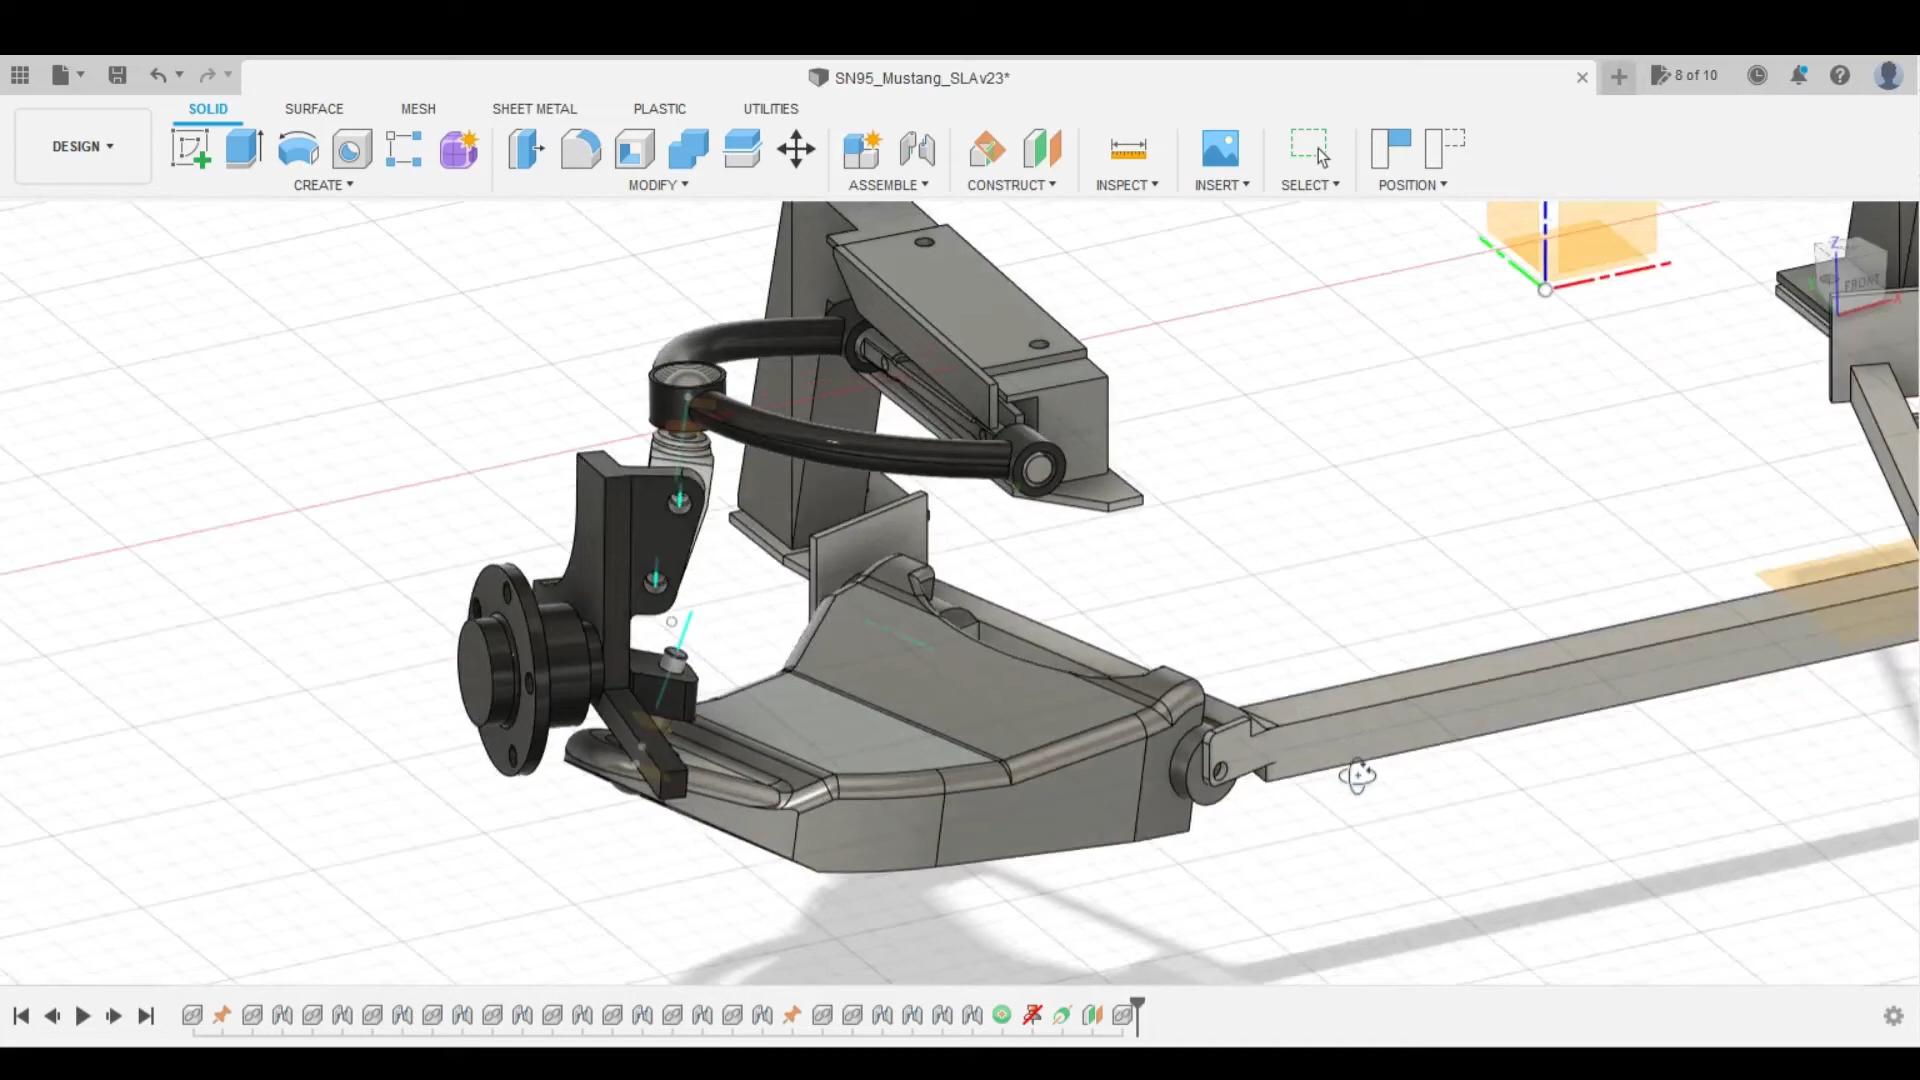 SN95_Mustang_SLAv23*
8 of 10
DESIGN
SOLID
SURFACE
MESH
SHEET METAL
PLASTIC
UTILITIES
CREATE
MODIFY
ASSEMBLE
CONSTRUCT
INSPECT
INSERT
SELECT
POSITION
Z
FRONT
X